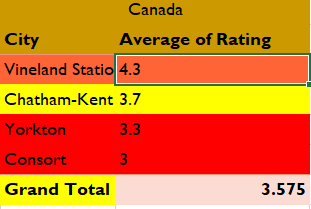 Canada
City Average of Rating
Vineland Statio 4.3
Chatham-Kent 3.7
Yorkton 3.3
Consort 3
Grand Total 3.575